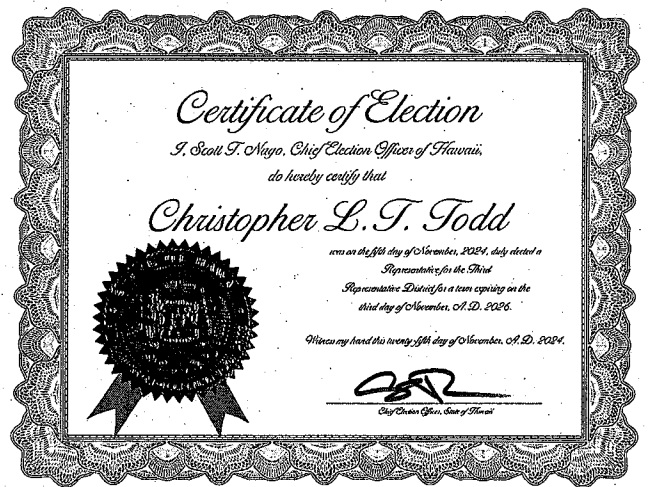 Certificate of Election
I, Scott T. Nago, Chief Election Officer of Hawaii,
do hereby certify that
Christopher L.T. Todd
was on the fifth day of November, 2024, duly elected a
Representative for the Third
Representative District for a term expiring on the
third day of November, A.D. 2026.
Witness my hand this twenty-fifth day of November, A.D. 2024.
Chief Election Officer, State of Hawaii